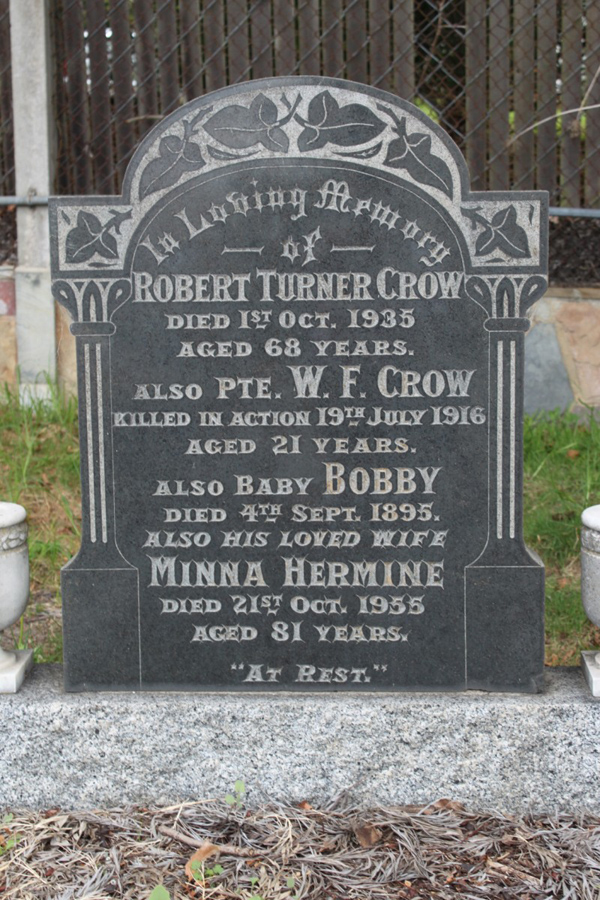 In Loving Memory
— of —
ROBERT TURNER CROW
DIED 1ST OCT. 1935
AGED 68 YEARS.
ALSO PTE. W. F. CROW
KILLED IN ACTION 19TH JULY 1916
AGED 21 YEARS.
ALSO BABY BOBBY
DIED 4TH SEPT. 1895.
ALSO HIS LOVED WIFE
MINNA HERMINE
DIED 21ST OCT. 1955
AGED 81 YEARS.
"AT REST."